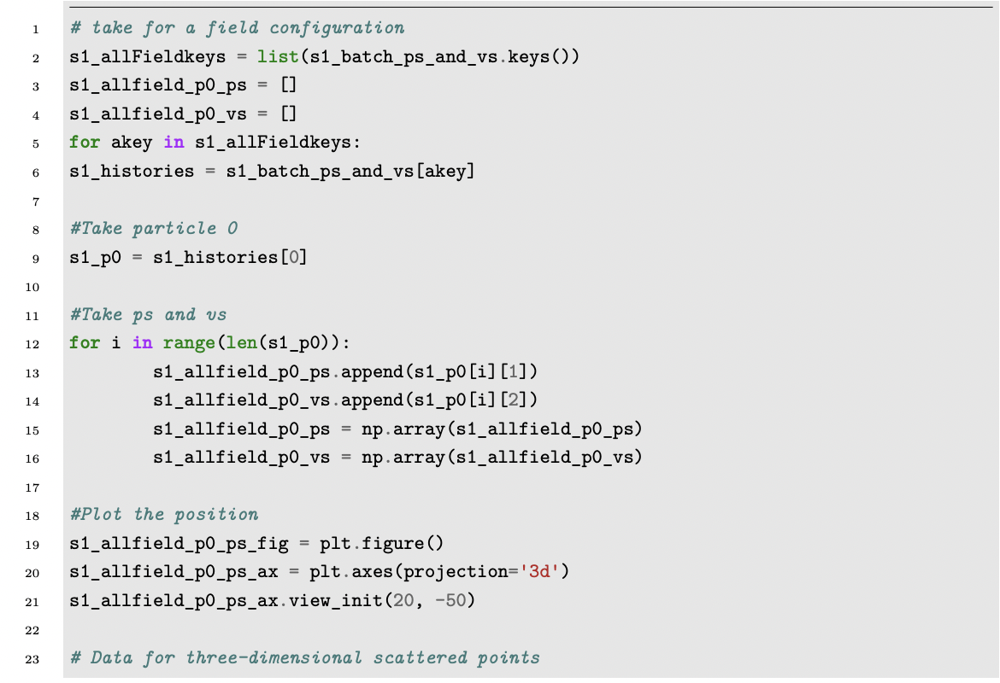 1 # take for a field configuration
2 s1_allFieldkeys = list(s1_batch_ps_and_vs.keys())
3 s1_allfield_p0_ps = []
4 s1_allfield_p0_vs = []
5 for akey in s1_allFieldkeys:
6 s1_histories = s1_batch_ps_and_vs[akey]
7
8 #Take particle 0
9 s1_p0 = s1_histories[0]
10
11 #Take ps and vs
12 for i in range(len(s1_p0)):
13         s1_allfield_p0_ps.append(s1_p0[i][1])
14         s1_allfield_p0_vs.append(s1_p0[i][2])
15         s1_allfield_p0_ps = np.array(s1_allfield_p0_ps)
16         s1_allfield_p0_vs = np.array(s1_allfield_p0_vs)
17
18 #Plot the position
19 s1_allfield_p0_ps_fig = plt.figure()
20 s1_allfield_p0_ps_ax = plt.axes(projection='3d')
21 s1_allfield_p0_ps_ax.view_init(20, -50)
22
23 # Data for three-dimensional scattered points